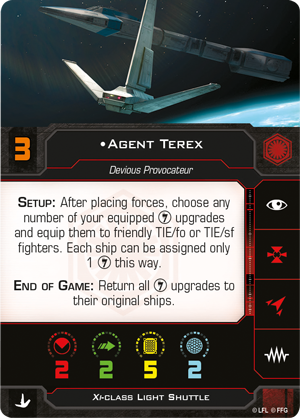 •Agent Terex
3
Devious Provocateur
Setup: After placing forces, choose any
number of your equipped upgrades
and equip them to friendly TIE/fo or TIE/sf
fighters. Each ship can be assigned only
1 this way.
End of Game: Return all upgrades to
their original ships.
2 2 5 2
Xi-class Light Shuttle
© LFL © FFG